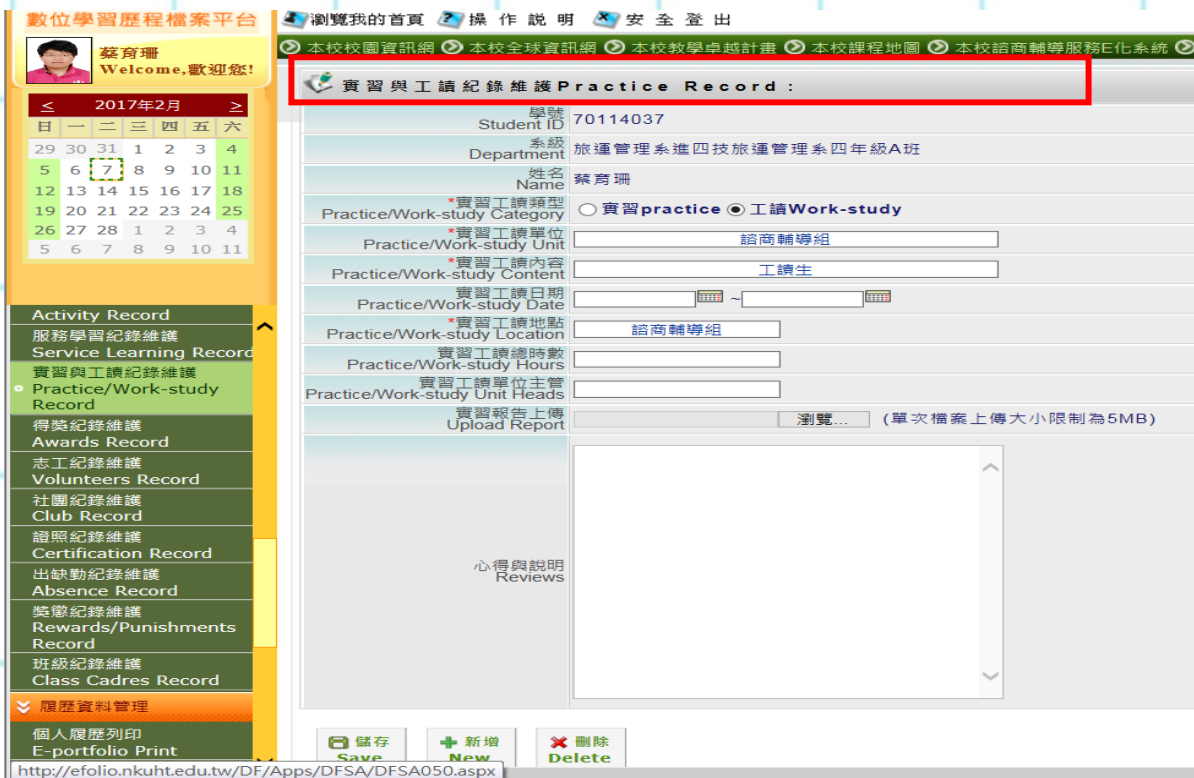 數位學習歷程檔案平台
瀏覽我的首頁 操 作 說 明 安 全 登 出
蔡育珊
Welcome,歡迎您!
本校校園資訊網 本校全球資訊網 本校教學卓越計畫 本校課程地圖 本校諮商輔導服務E化系統
< 2017年2月 >
日 一 二 三 四 五 六
29 30 31 1 2 3 4
5 6 7 8 9 10 11
12 13 14 15 16 17 18
19 20 21 22 23 24 25
26 27 28 1 2 3 4
5 6 7 8 9 10 11
Activity Record
服務學習紀錄維護
Service Learning Record
實習與工讀紀錄維護
Practice/Work-study
Record
得獎紀錄維護
Awards Record
志工紀錄維護
Volunteers Record
社團紀錄維護
Club Record
證照紀錄維護
Certification Record
出缺勤紀錄維護
Absence Record
獎懲紀錄維護
Rewards/Punishments
Record
班級紀錄維護
Class Cadres Record
履歷資料管理
個人履歷列印
E-portfolio Print
實習與工讀紀錄維護Practice Record:
學號
Student ID 70114037
系級
Department 旅運管理系進四技旅運管理系四年級A班
姓名
Name 蔡育珊
*實習工讀類型
Practice/Work-study Category 實習practice 工讀Work-study
*實習工讀單位
Practice/Work-study Unit 諮商輔導組
*實習工讀內容
Practice/Work-study Content 工讀生
實習工讀日期
Practice/Work-study Date ~
*實習工讀地點
Practice/Work-study Location 諮商輔導組
實習工讀總時數
Practice/Work-study Hours
實習工讀單位主管
Practice/Work-study Unit Heads
實習報告上傳
Upload Report 瀏覽... (單次檔案上傳大小限制為5MB)
心得與說明
Reviews
儲存 新增 刪除
Save New Delete
http://efolio.nkuht.edu.tw/DF/Apps/DFSA/DFSA050.aspx